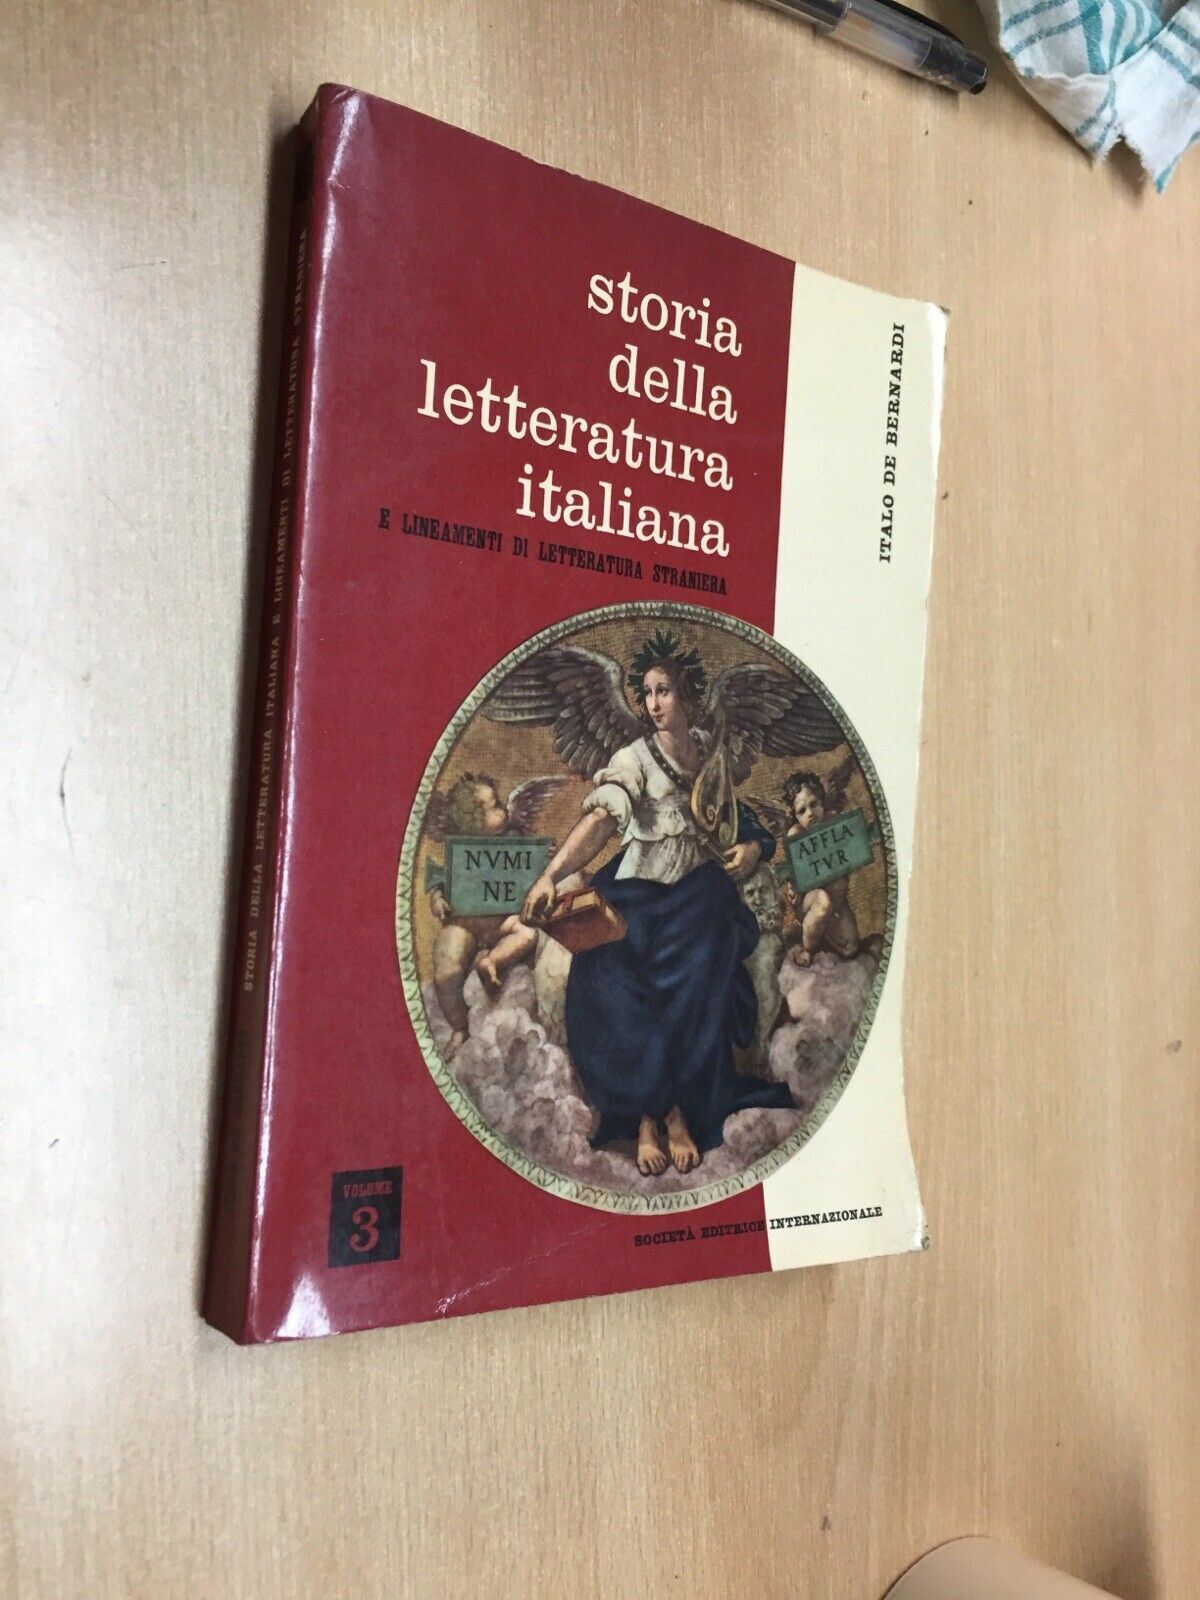 storia
della
letteratura
italiana
E LINEAMENTI DI LETTERATURA STRANIERA
ITALO DE BERNARDI
NVMI
NE
AFFLA
TVR
VOLUME
3
SOCIETÀ EDITRICE INTERNAZIONALE
STORIA DELLA LETTERATURA ITALIANA E LINEAMENTI DI LETTERATURA STRANIERA